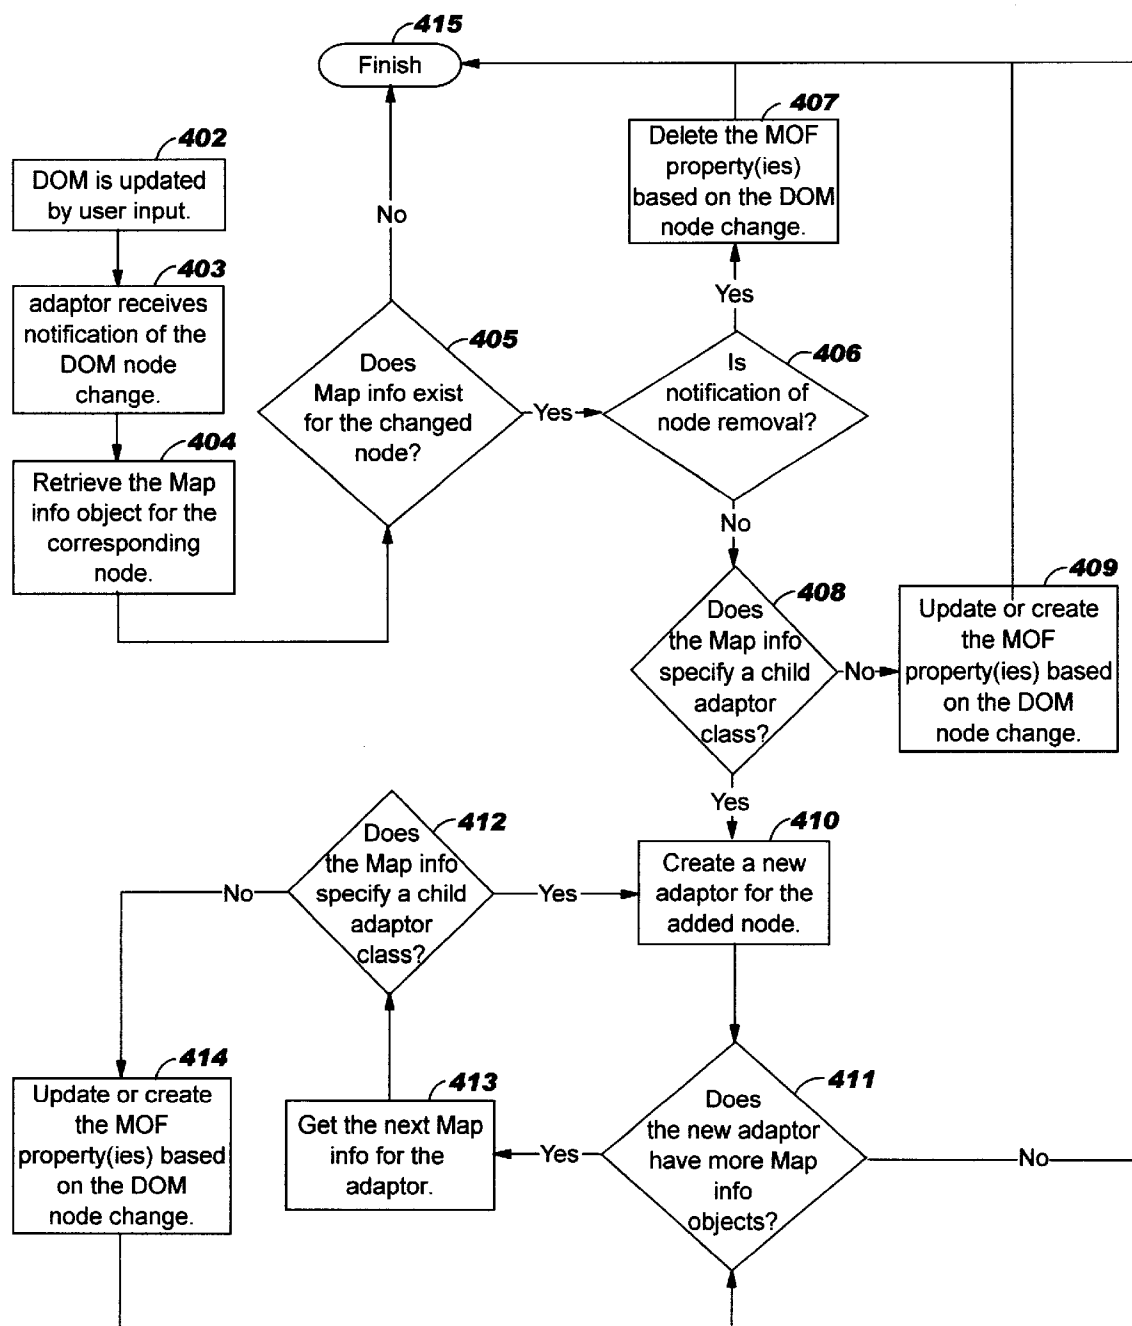 415
Finish
402
DOM is updated
by user input.
403
adaptor receives
notification of the
DOM node
change.
404
Retrieve the Map
info object for the
corresponding
node.
No
405
Does
Map info exist
for the changed
node?
Yes
407
Delete the MOF
property(ies)
based on the DOM
node change.
Yes
406
Is
notification of
node removal?
No
408
Does
the Map info
specify a child
adaptor
class?
No
409
Update or create
the MOF
property(ies) based
on the DOM
node change.
Yes
410
Create a new
adaptor for the
added node.
412
Does
the Map info
specify a child
adaptor
class?
Yes
No
414
Update or create
the MOF
property(ies) based
on the DOM
node change.
413
Get the next Map
info for the
adaptor.
Yes
411
Does
the new adaptor
have more Map
info
objects?
No